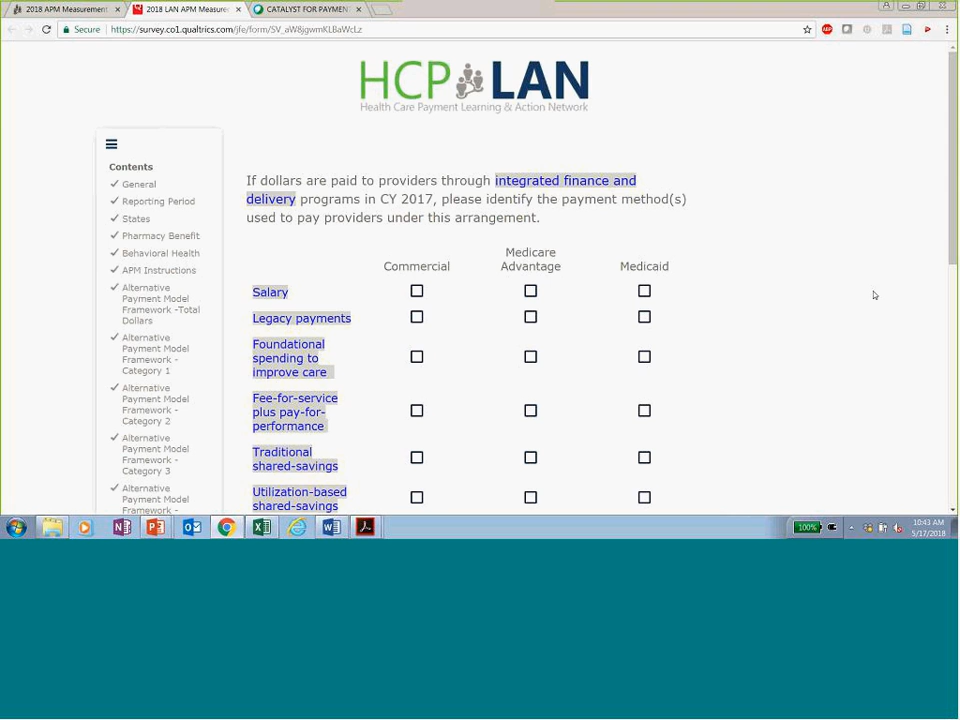 2018 APM Measurement
2018 LAN APM Measure
CATALYST FOR PAYMEN
Secure
https://survey.co1.qualtrics.com/jfe/form/SV_aW8jgwmKLBaWcLz
HCP LAN
Health Care Payment Learning & Action Network
Contents
General
Reporting Period
States
Pharmacy Benefit
Behavioral Health
APM Instructions
Alternative
Payment Model
Framework -Total
Dollars
Alternative
Payment Model
Framework -
Category 1
Alternative
Payment Model
Framework -
Category 2
Alternative
Payment Model
Framework -
Category 3
Alternative
Payment Model
Framework -
If dollars are paid to providers through integrated finance and
delivery programs in CY 2017, please identify the payment method(s)
used to pay providers under this arrangement.
Commercial
Medicare
Advantage
Medicaid
Salary
Legacy payments
Foundational
spending to
improve care
Fee-for-service
plus pay-for-
performance
Traditional
shared-savings
Utilization-based
shared-savings
100%
10:43 AM
5/17/2018